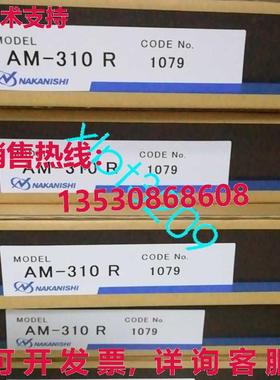 术支持
MODEL CODE No.
AM-310 R 1079
NAKANISHI
CODE No.
AM-310 R 1079
NAKANISHI
销售热线:
13530868608
xlbt3209
MODEL CODE No.
AM-310 R 1079
NAKANISHI
MODEL CODE No.
AM-310 R 1079
NAKANISHI
可开发票,详询客服